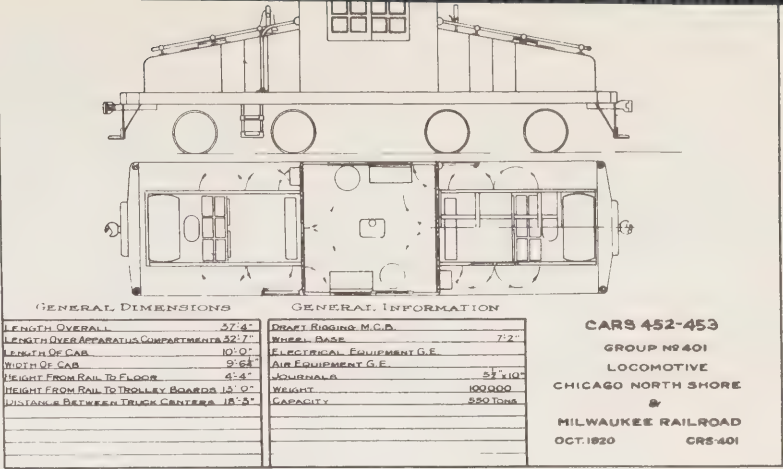 GENERAL DIMENSIONS
LENGTH OVERALL 37'-4"
LENGTH OVER APPARATUS COMPARTMENTS 32'-7"
LENGTH OF CAB 10'-0"
WIDTH OF CAB
HEIGHT FROM RAIL TO FLOOR 4'-4"
HEIGHT FROM RAIL TO TROLLEY BOARDS 13'-0"
DISTANCE BETWEEN TRUCK CENTERS 18'-3"
GENERAL INFORMATION
DRAFT RIGGING M.C.B.
WHEEL BASE 7'-2"
ELECTRICAL EQUIPMENT G.E.
AIR EQUIPMENT G.E.
JOURNALS 5½"x10"
WEIGHT 100000
CAPACITY 550 TONS
CARS 452-453
GROUP Nº 401
LOCOMOTIVE
CHICAGO NORTH SHORE
&
MILWAUKEE RAILROAD
OCT. 1920 CRS-401